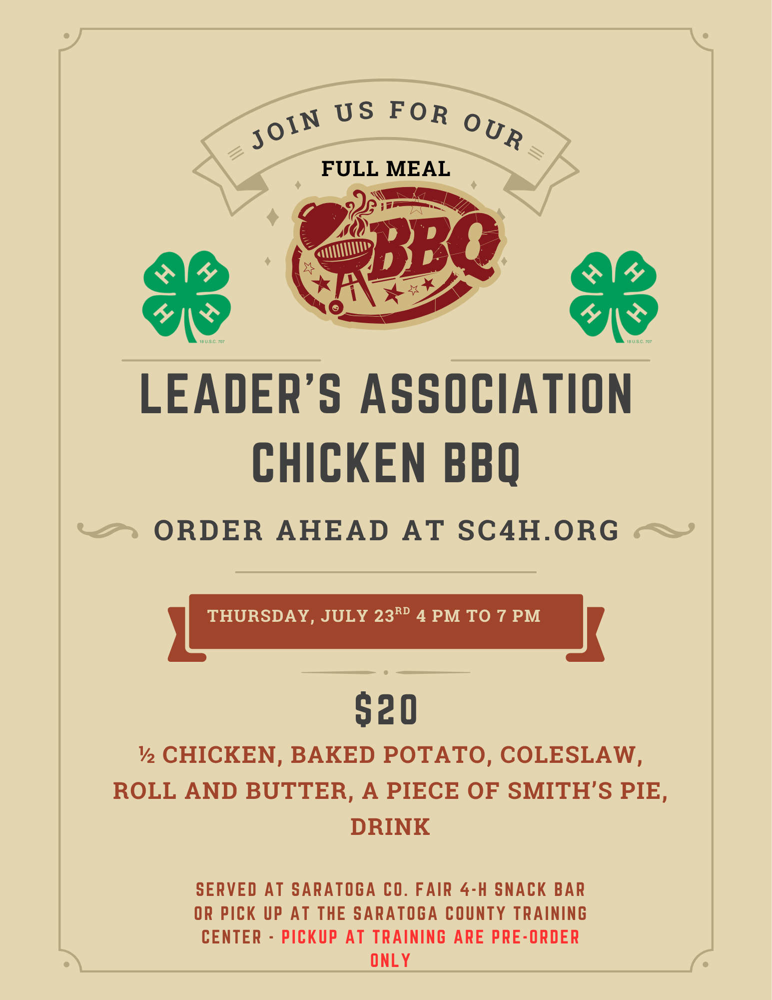 JOIN US FOR OUR
FULL MEAL
BBQ
H H
H H
18 U.S.C. 707
H H
H H
18 U.S.C. 707
LEADER'S ASSOCIATION
CHICKEN BBQ
ORDER AHEAD AT SC4H.ORG
THURSDAY, JULY 23RD 4 PM TO 7 PM
$20
½ CHICKEN, BAKED POTATO, COLESLAW,
ROLL AND BUTTER, A PIECE OF SMITH'S PIE,
DRINK
SERVED AT SARATOGA CO. FAIR 4-H SNACK BAR
OR PICK UP AT THE SARATOGA COUNTY TRAINING
CENTER - PICKUP AT TRAINING ARE PRE-ORDER
ONLY